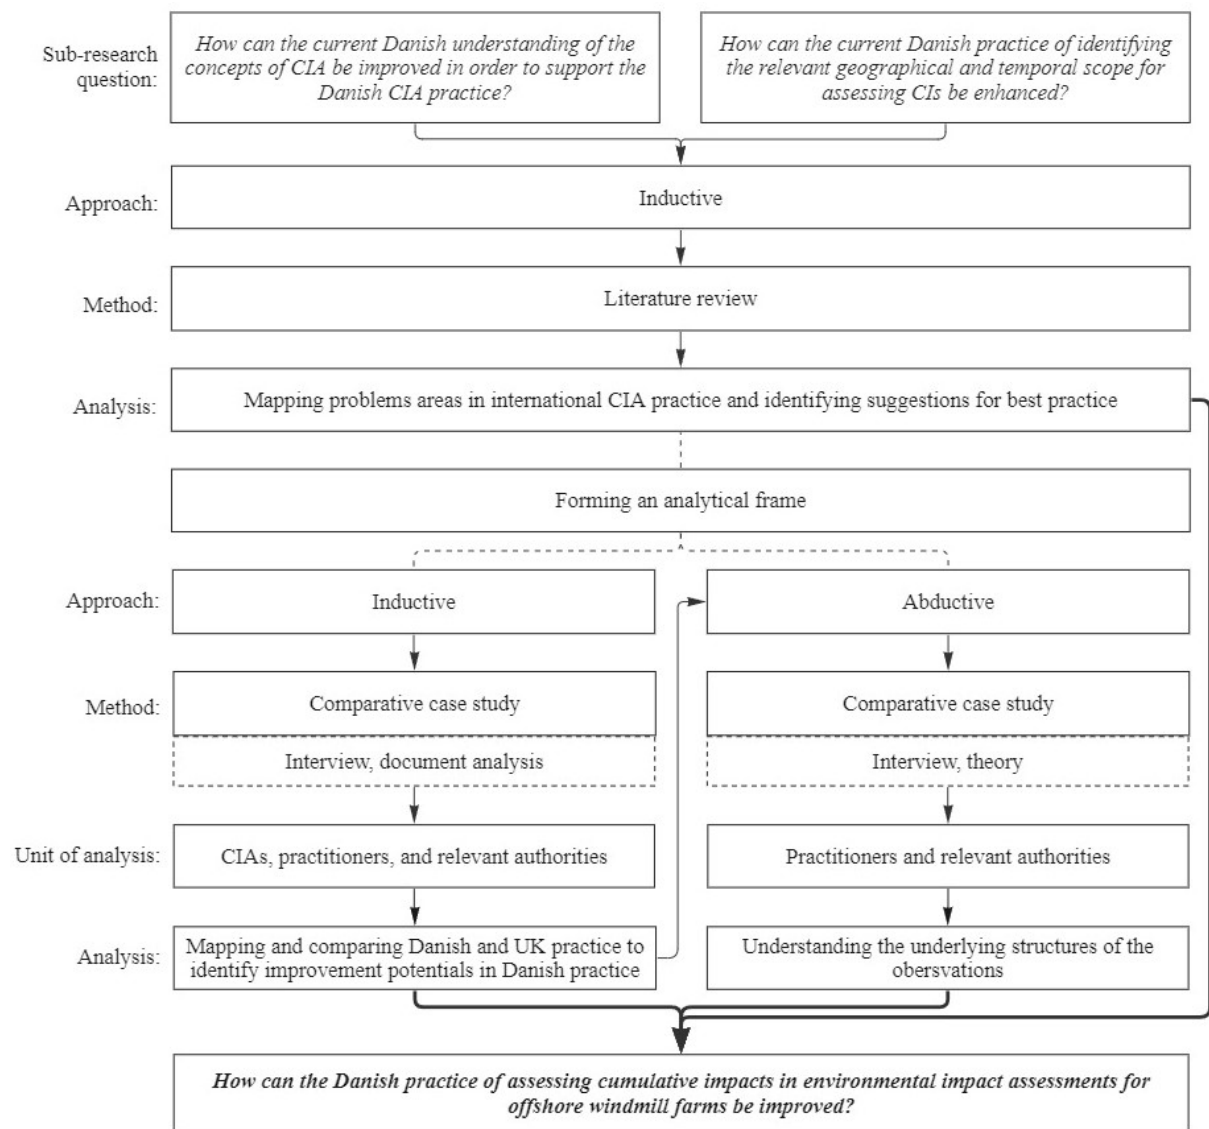 Sub-research
question:
How can the current Danish understanding of the
concepts of CIA be improved in order to support the
Danish CIA practice?
How can the current Danish practice of identifying
the relevant geographical and temporal scope for
assessing CIs be enhanced?
Approach:
Inductive
Method:
Literature review
Analysis:
Mapping problems areas in international CIA practice and identifying suggestions for best practice
Forming an analytical frame
Approach:
Inductive
Abductive
Method:
Comparative case study
Comparative case study
Interview, document analysis
Interview, theory
Unit of analysis:
CIAs, practitioners, and relevant authorities
Practitioners and relevant authorities
Analysis:
Mapping and comparing Danish and UK practice to
identify improvement potentials in Danish practice
Understanding the underlying structures of the
obersvations
How can the Danish practice of assessing cumulative impacts in environmental impact assessments for
offshore windmill farms be improved?